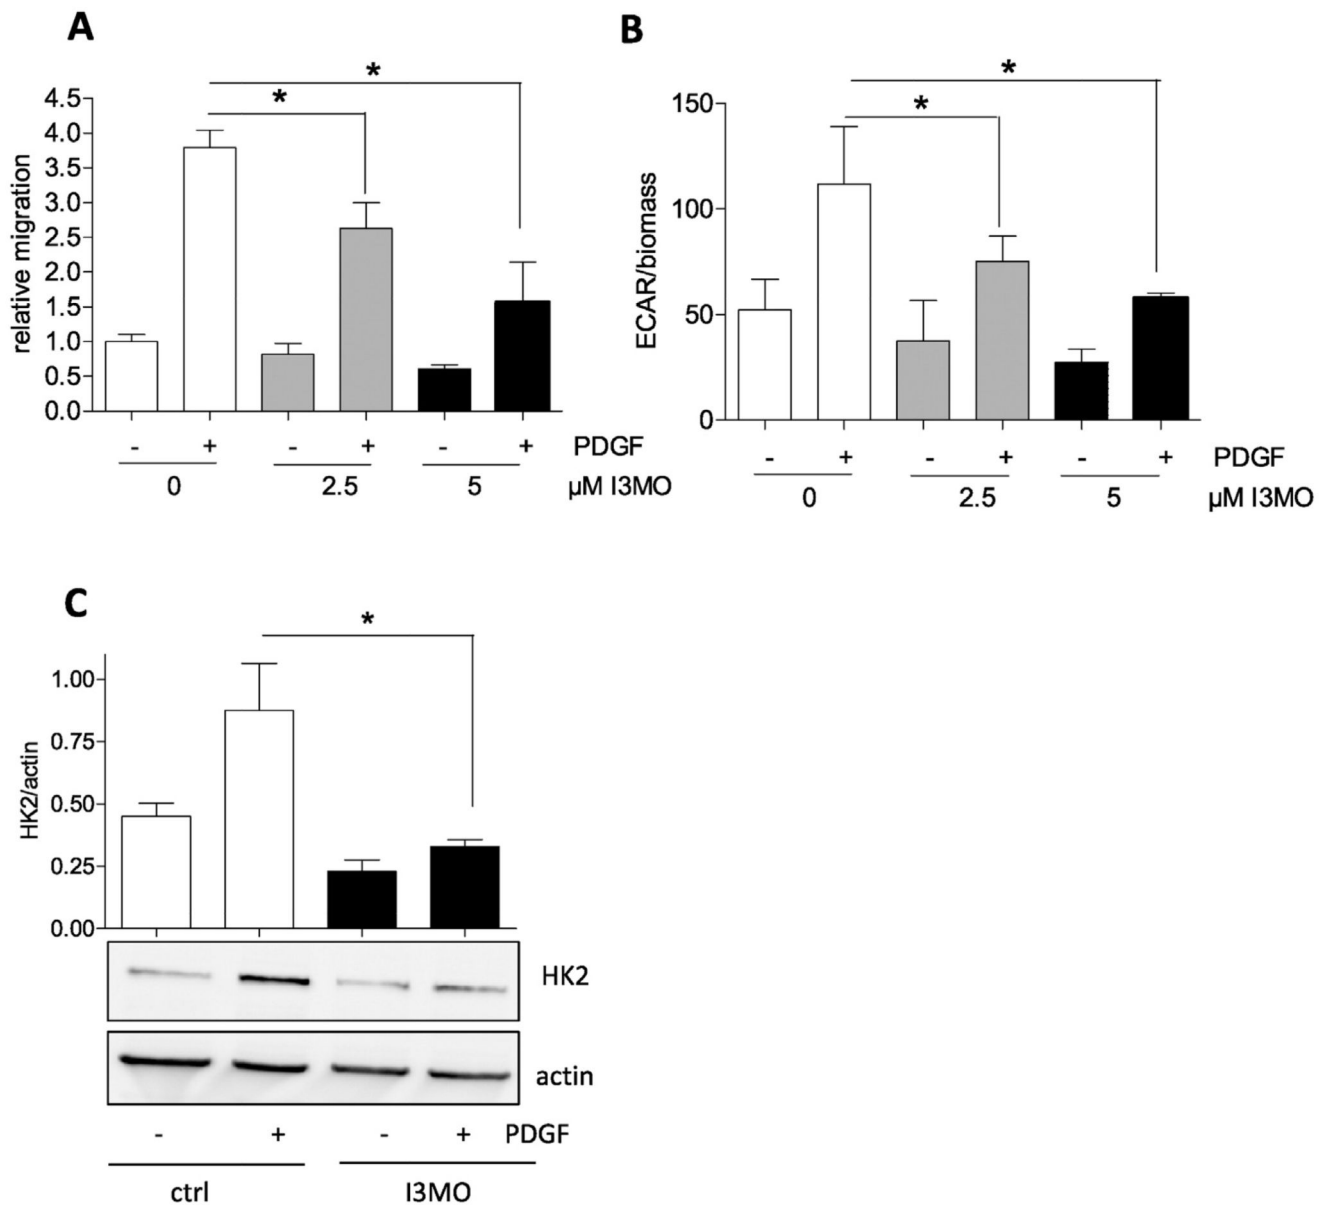 A
*
*
4.5
4.0
3.5
3.0
2.5
2.0
1.5
1.0
0.5
0.0
relative migration
- + - + - + PDGF
0 2.5 5 µM I3MO
B
*
*
150
100
50
0
ECAR/biomass
- + - + - + PDGF
0 2.5 5 µM I3MO
C
*
1.00
0.75
0.50
0.25
0.00
HK2/actin
HK2
actin
- + - + PDGF
ctrl I3MO